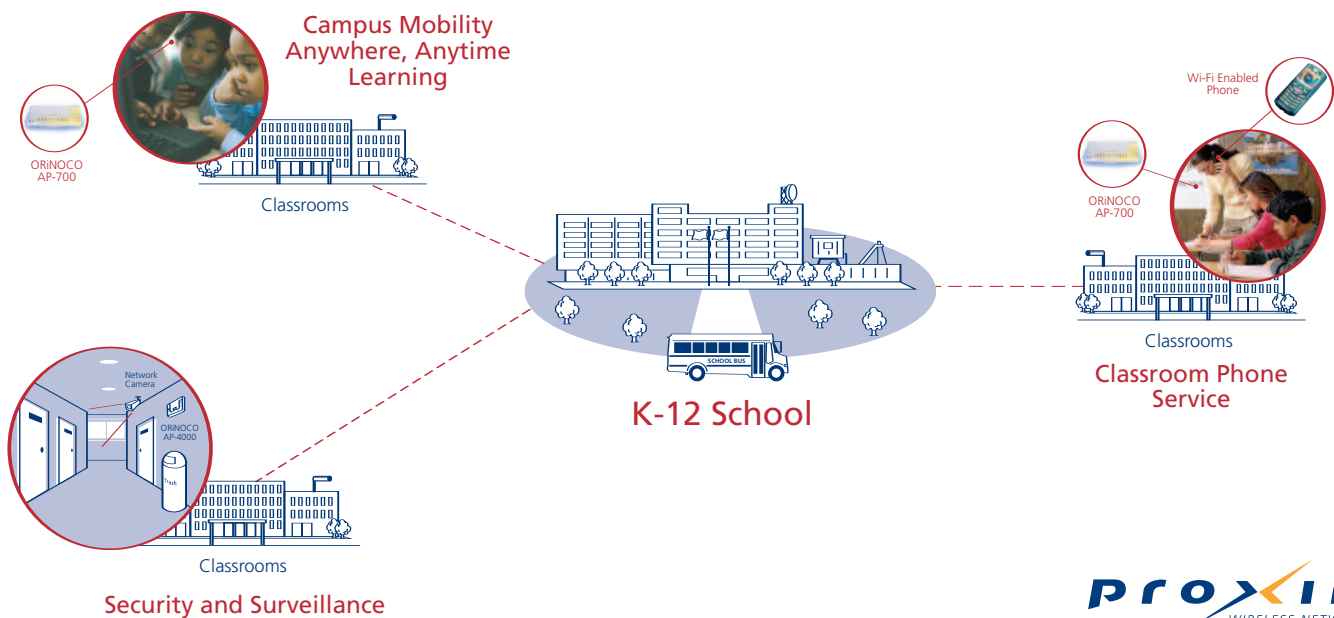 Campus Mobility
Anywhere, Anytime
Learning
ORiNOCO
AP-700
Classrooms
Wi-Fi Enabled
Phone
ORiNOCO
AP-700
Classrooms
Classroom Phone
Service
SCHOOL BUS
K-12 School
Network
Camera
ORiNOCO
AP-4000
Trash
Classrooms
Security and Surveillance
WIRELESS